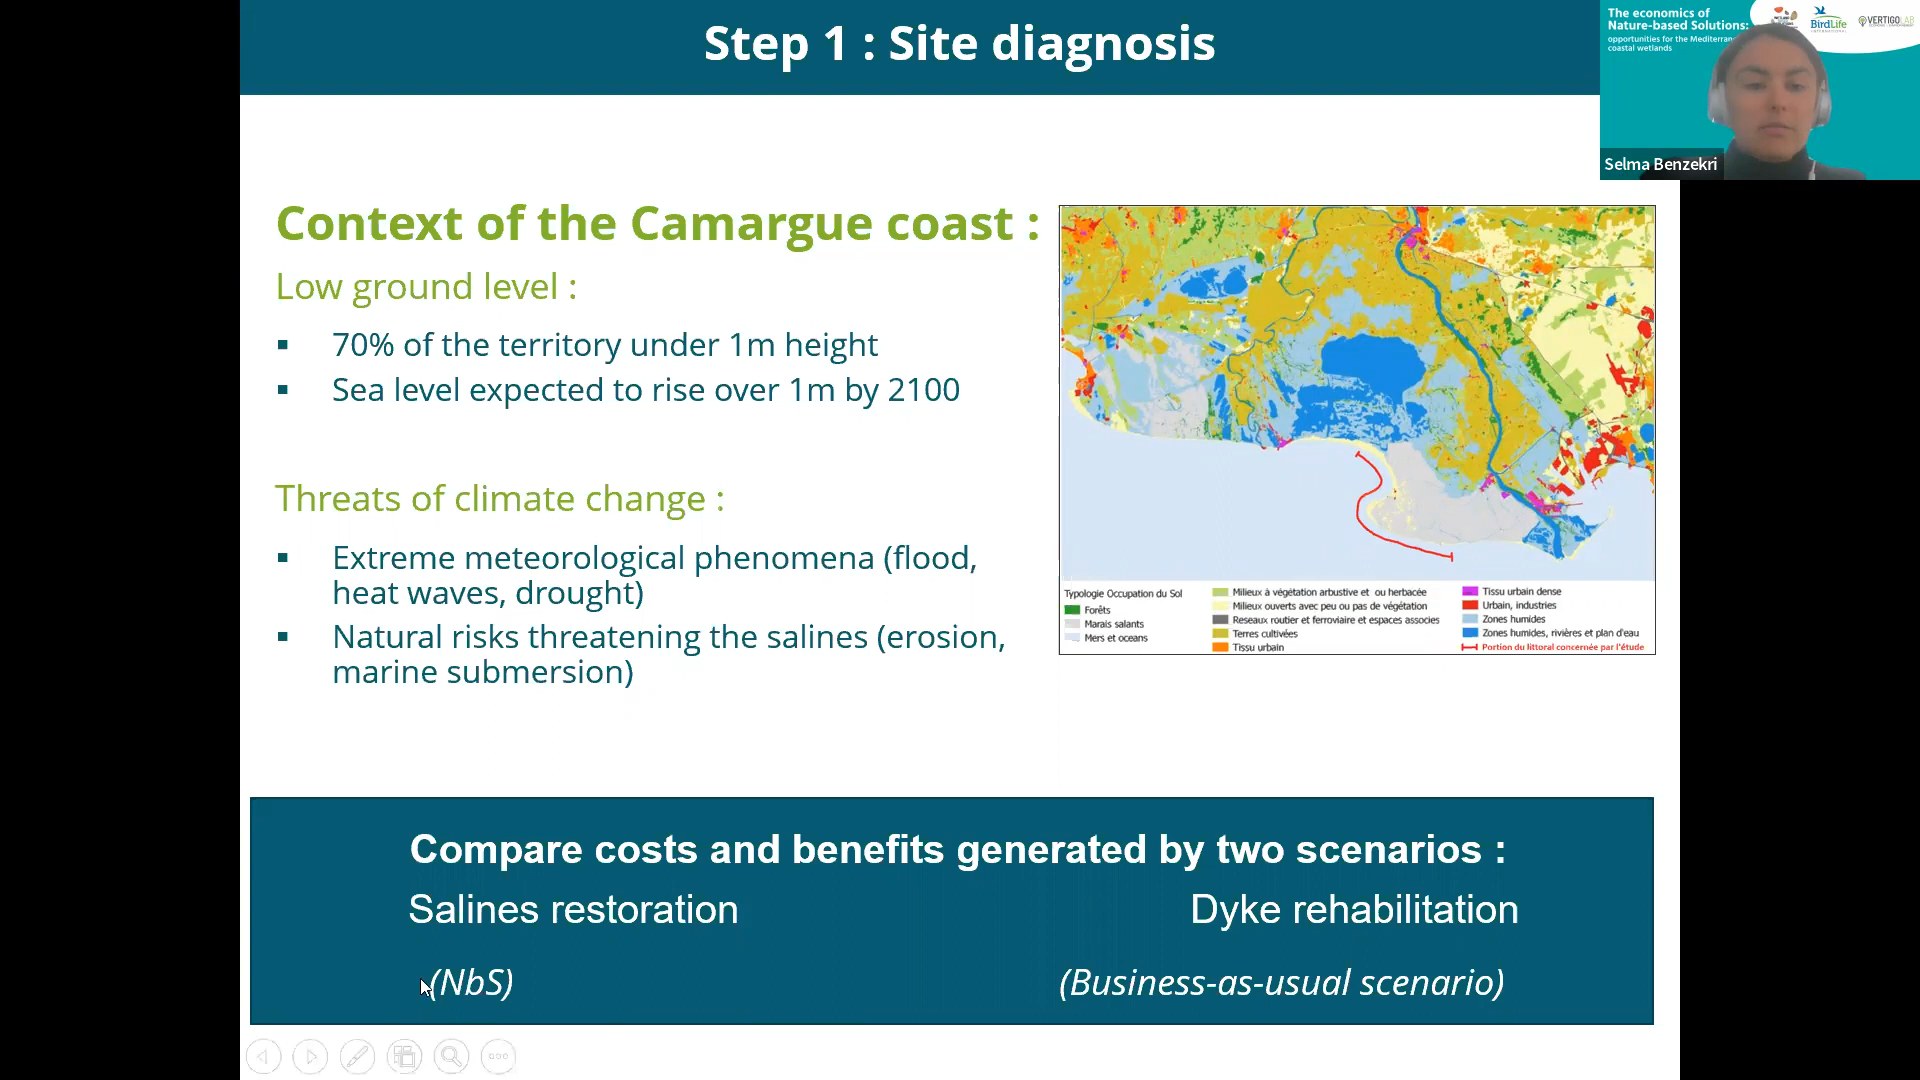 Step 1 : Site diagnosis
The economics of
Nature-based Solutions:
opportunities for the
coastal wetlands
BirdLife
INTERNATIONAL
VERTIGOLAB
Selma Benzekri
Context of the Camargue coast :
Low ground level :
▪ 70% of the territory under 1m height
▪ Sea level expected to rise over 1m by 2100
Threats of climate change :
▪ Extreme meteorological phenomena (flood,
heat waves, drought)
▪ Natural risks threatening the salines (erosion,
marine submersion)
Typologie Occupation du Sol
Forêts
Marais salants
Mers et oceans
Milieux à végétation arbustive et ou herbacée
Milieux ouverts avec peu ou pas de végétation
Reseaux routier et ferroviaire et espaces associes
Terres cultivées
Tissu urbain
Tissu urbain dense
Urbain, industries
Zones humides
Zones humides, rivières et plan d'eau
Portion du littoral concernée par l'étude
Compare costs and benefits generated by two scenarios :
Salines restoration
Dyke rehabilitation
(NbS)
(Business-as-usual scenario)